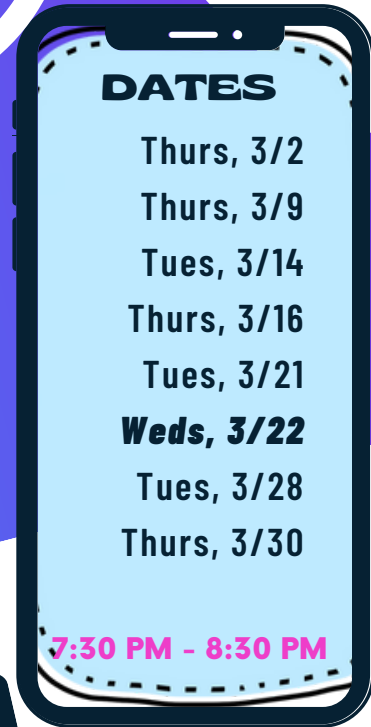 DATES
Thurs, 3/2
Thurs, 3/9
Tues, 3/14
Thurs, 3/16
Tues, 3/21
Weds, 3/22
Tues, 3/28
Thurs, 3/30
7:30 PM - 8:30 PM